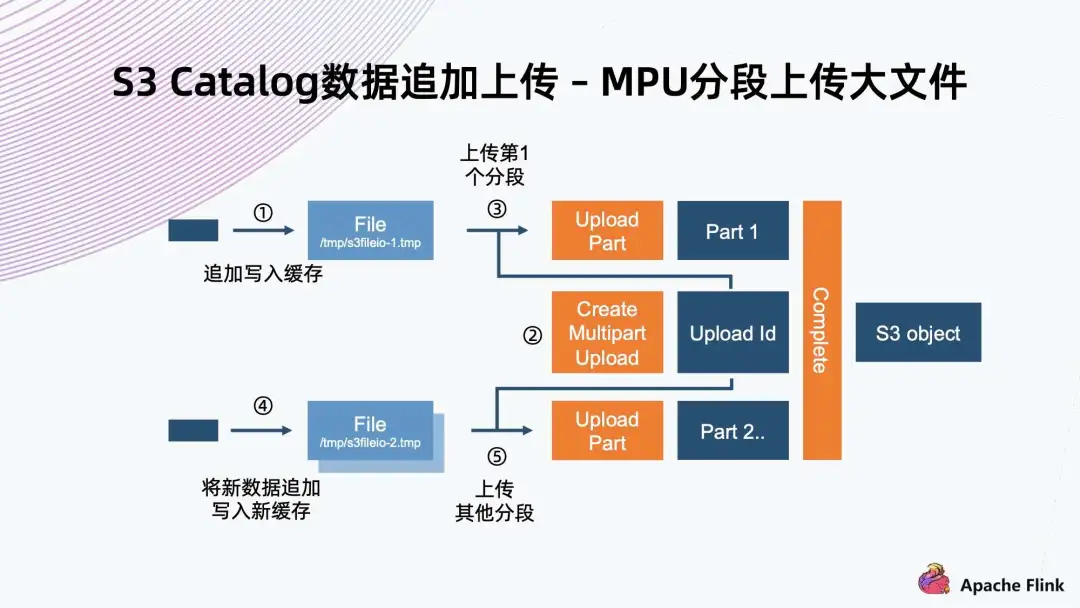 S3 Catalog数据追加上传 – MPU分段上传大文件
上传第1
个分段
①
③
File
/tmp/s3fileio-1.tmp
Upload
Part
Part 1
追加写入缓存
②
Create
Multipart
Upload
Upload Id
Complete
S3 object
④
File
/tmp/s3fileio-2.tmp
Upload
Part
Part 2..
⑤
将新数据追加
写入新缓存
上传
其他分段
Apache Flink